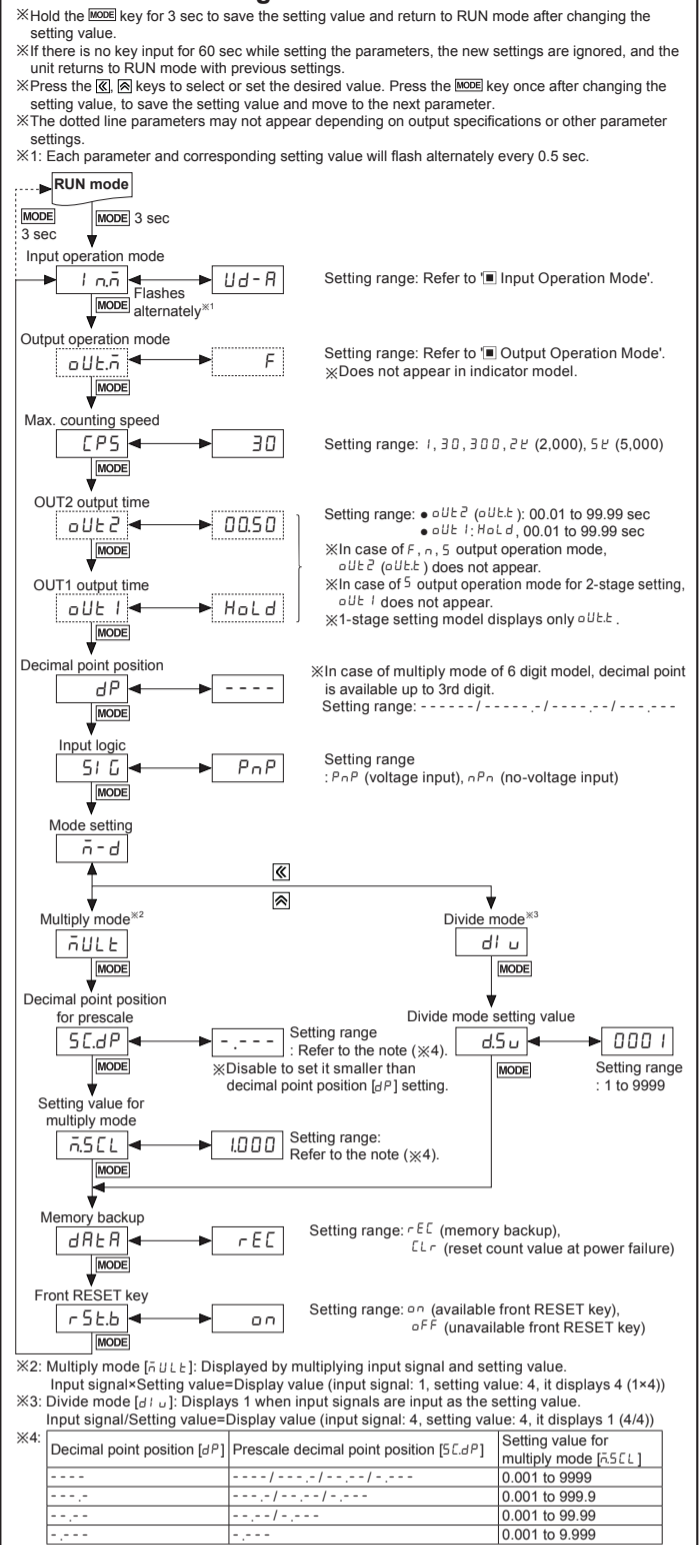 ※Hold the MODE key for 3 sec to save the setting value and return to RUN mode after changing the
setting value.
※If there is no key input for 60 sec while setting the parameters, the new settings are ignored, and the
unit returns to RUN mode with previous settings.
※Press the ≪, ︽ keys to select or set the desired value. Press the MODE key once after changing the
setting value, to save the setting value and move to the next parameter.
※The dotted line parameters may not appear depending on output specifications or other parameter
settings.
※1: Each parameter and corresponding setting value will flash alternately every 0.5 sec.
RUN mode
MODE
3 sec
MODE 3 sec
Input operation mode
In.m Ud-A Setting range: Refer to '▣ Input Operation Mode'.
MODE Flashes
alternately※1
Output operation mode
oUt.m F Setting range: Refer to '▣ Output Operation Mode'.
※Does not appear in indicator model.
MODE
Max. counting speed
CPS 30 Setting range: 1, 30, 300, 2k (2,000), 5k (5,000)
MODE
OUT2 output time
oUt2 00.50 Setting range: ● oUt2 (oUt.t): 00.01 to 99.99 sec
● oUt1: HoLd, 00.01 to 99.99 sec
MODE
※In case of F, n, S output operation mode,
oUt2 (oUt.t) does not appear.
OUT1 output time
oUt1 HoLd
※In case of S output operation mode for 2-stage setting,
oUt1 does not appear.
※1-stage setting model displays only oUt.t.
MODE
Decimal point position
dP ----
※In case of multiply mode of 6 digit model, decimal point
is available up to 3rd digit.
Setting range: ------/-----.-/----.--/---.---
MODE
Input logic
SIG PnP Setting range
: PnP (voltage input), nPn (no-voltage input)
MODE
Mode setting
m-d
≪
︽
Multiply mode※2
mULt
MODE
Divide mode※3
dIv
MODE
Decimal point position
for prescale
SC.dP -.--- Setting range
: Refer to the note (※4).
※Disable to set it smaller than
decimal point position [dP] setting.
MODE
Divide mode setting value
d.Sv 0001
Setting range
: 1 to 9999
MODE
Setting value for
multiply mode
m.SCL 1.000 Setting range:
Refer to the note (※4).
MODE
Memory backup
dAtA rEC Setting range: rEC (memory backup),
CLr (reset count value at power failure)
MODE
Front RESET key
rSt.b on Setting range: on (available front RESET key),
oFF (unavailable front RESET key)
MODE
※2: Multiply mode [mULt]: Displayed by multiplying input signal and setting value.
Input signal×Setting value=Display value (input signal: 1, setting value: 4, it displays 4 (1×4))
※3: Divide mode [dIv]: Displays 1 when input signals are input as the setting value.
Input signal/Setting value=Display value (input signal: 4, setting value: 4, it displays 1 (4/4))
※4:
Decimal point position [dP] Prescale decimal point position [SC.dP] Setting value for
multiply mode [m.SCL]
---- ----/---.-/--.--/-.--- 0.001 to 9999
---.- ---.-/--.--/-.--- 0.001 to 999.9
--.-- --.--/-.--- 0.001 to 99.99
-.--- -.--- 0.001 to 9.999